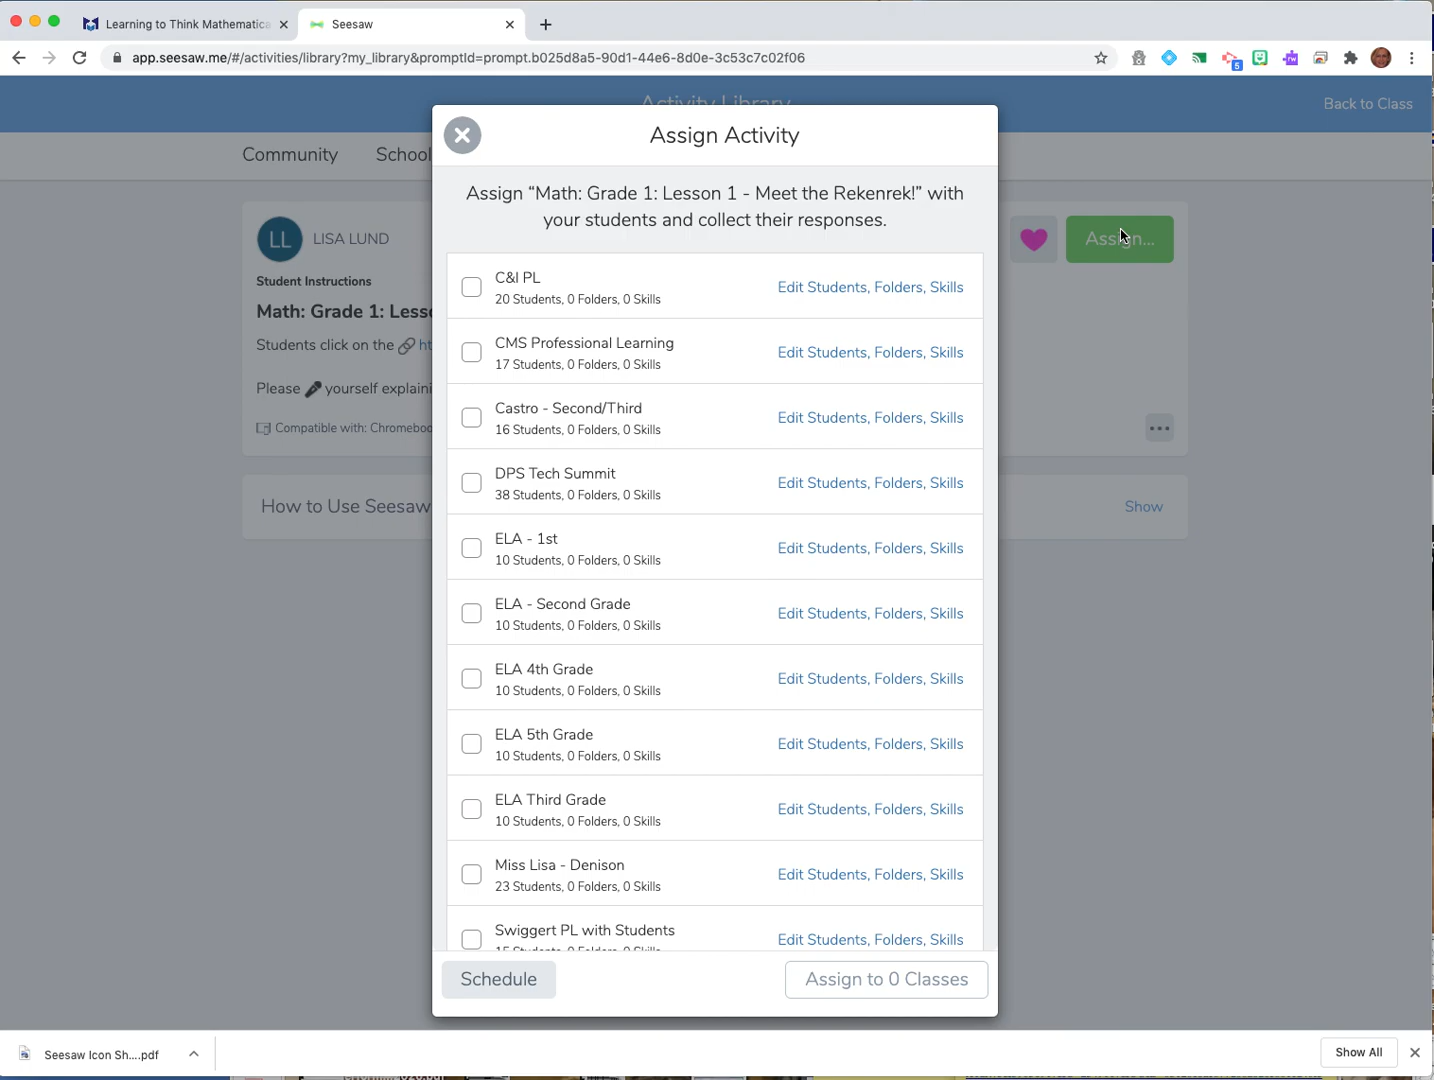 Learning to Think Mathematica
Seesaw
app.seesaw.me/#/activities/library?my_library&promptId=prompt.b025d8a5-90d1-44e6-8d0e-3c53c7c02f06
5
rw
Activity Library
Back to Class
Community
School
Assign Activity
Assign “Math: Grade 1: Lesson 1 - Meet the Rekenrek!” with
your students and collect their responses.
LL
LISA LUND
Assign...
Student Instructions
Math: Grade 1: Less
Students click on the ht
Please yourself explaini
Compatible with: Chromeboo
How to Use Seesaw
Show
C&I PL
20 Students, 0 Folders, 0 Skills
Edit Students, Folders, Skills
CMS Professional Learning
17 Students, 0 Folders, 0 Skills
Edit Students, Folders, Skills
Castro - Second/Third
16 Students, 0 Folders, 0 Skills
Edit Students, Folders, Skills
DPS Tech Summit
38 Students, 0 Folders, 0 Skills
Edit Students, Folders, Skills
ELA - 1st
10 Students, 0 Folders, 0 Skills
Edit Students, Folders, Skills
ELA - Second Grade
10 Students, 0 Folders, 0 Skills
Edit Students, Folders, Skills
ELA 4th Grade
10 Students, 0 Folders, 0 Skills
Edit Students, Folders, Skills
ELA 5th Grade
10 Students, 0 Folders, 0 Skills
Edit Students, Folders, Skills
ELA Third Grade
10 Students, 0 Folders, 0 Skills
Edit Students, Folders, Skills
Miss Lisa - Denison
23 Students, 0 Folders, 0 Skills
Edit Students, Folders, Skills
Swiggert PL with Students
15 Students, 0 Folders, 0 Skills
Edit Students, Folders, Skills
Schedule
Assign to 0 Classes
Seesaw Icon Sh....pdf
Show All